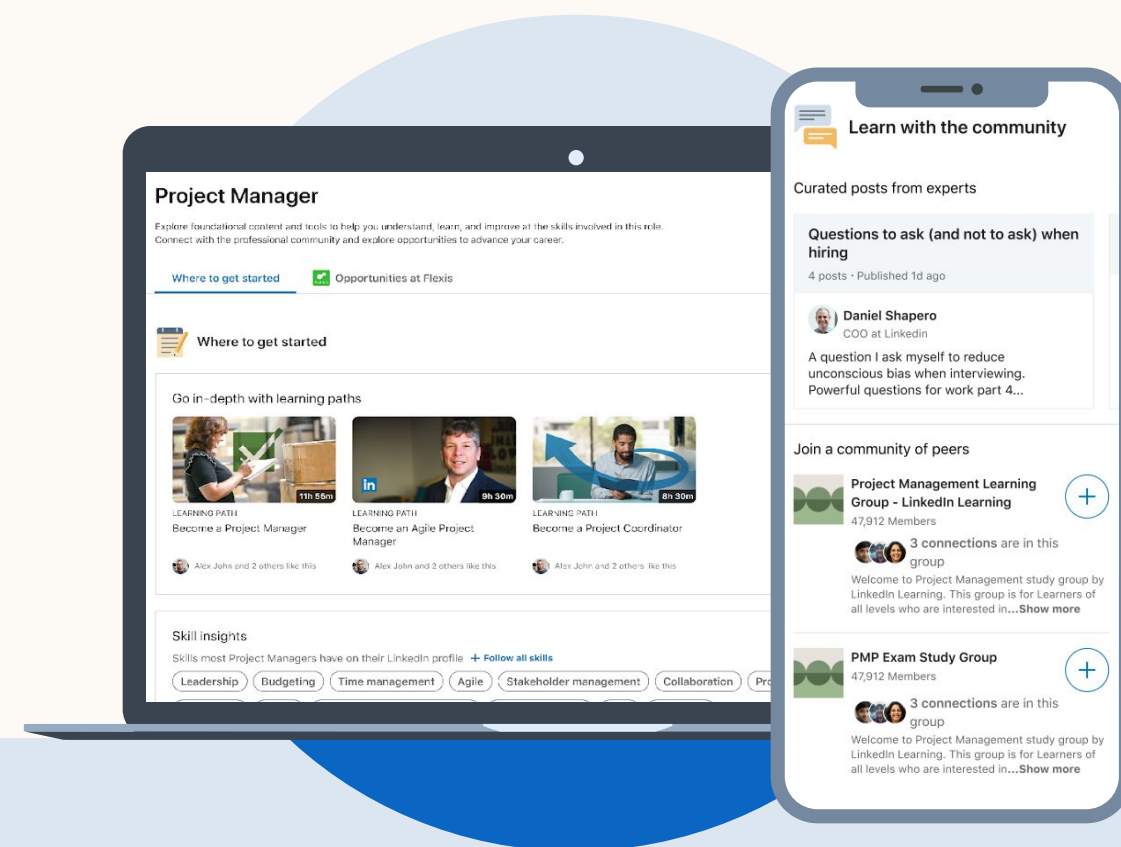 Project Manager
Explore foundational content and tools to help you understand, learn, and improve at the skills involved in this role.
Connect with the professional community and explore opportunities to advance your career.
Where to get started
Opportunities at Flexis
Where to get started
Go in-depth with learning paths
11h 55m
in
9h 30m
8h 30m
LEARNING PATH
LEARNING PATH
LEARNING PATH
Become a Project Manager
Become an Agile Project
Manager
Become a Project Coordinator
Alex John and 2 others like this
Alex John and 2 others like this
Alex John and 2 others like this
Skill insights
Skills most Project Managers have on their LinkedIn profile + Follow all skills
Leadership
Budgeting
Time management
Agile
Stakeholder management
Collaboration
Learn with the community
Curated posts from experts
Questions to ask (and not to ask) when
hiring
4 posts • Published 1d ago
Daniel Shapero
COO at Linkedin
A question I ask myself to reduce
unconscious bias when interviewing.
Powerful questions for work part 4...
Join a community of peers
Project Management Learning
Group - LinkedIn Learning
47,912 Members
3 connections are in this
group
Welcome to Project Management study group by
LinkedIn Learning. This group is for Learners of
all levels who are interested in...Show more
PMP Exam Study Group
47,912 Members
3 connections are in this
group
Welcome to Project Management study group by
LinkedIn Learning. This group is for Learners of
all levels who are interested in...Show more